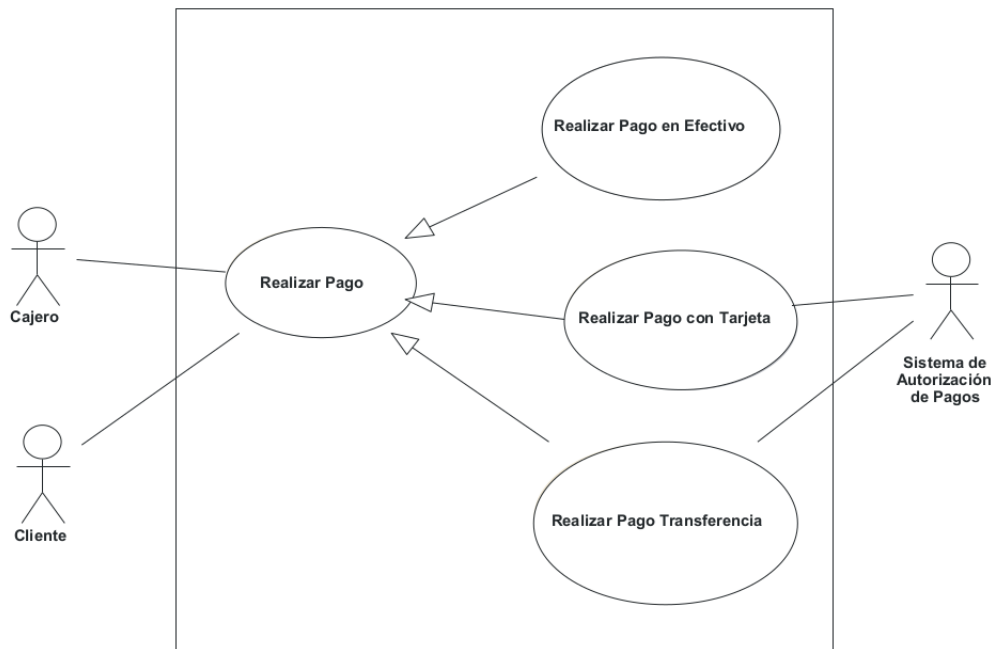 Realizar Pago en Efectivo
Realizar Pago
Cajero
Realizar Pago con Tarjeta
Sistema de
Autorización
de Pagos
Realizar Pago Transferencia
Cliente